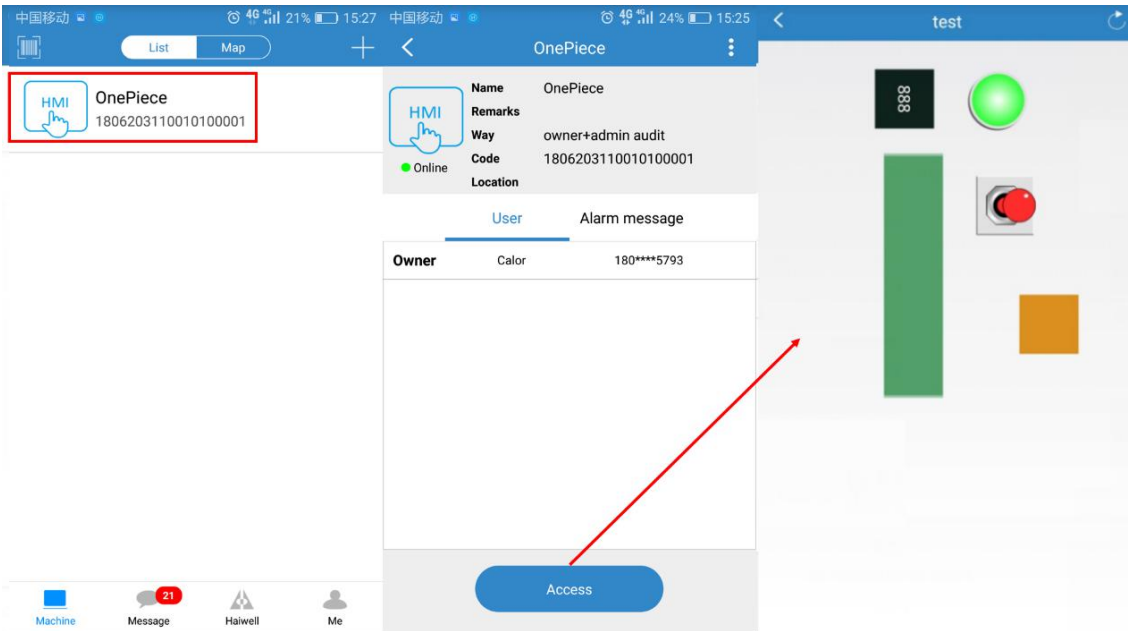 中国移动 4G 4G 21% 15:27
List Map
HMI
OnePiece
1806203110010100001
21
Machine Message Haiwell Me
中国移动 4G 4G 24% 15:25
OnePiece
HMI
Online
Name OnePiece
Remarks
Way owner+admin audit
Code 1806203110010100001
Location
User Alarm message
Owner Calor 180****5793
Access
test
888